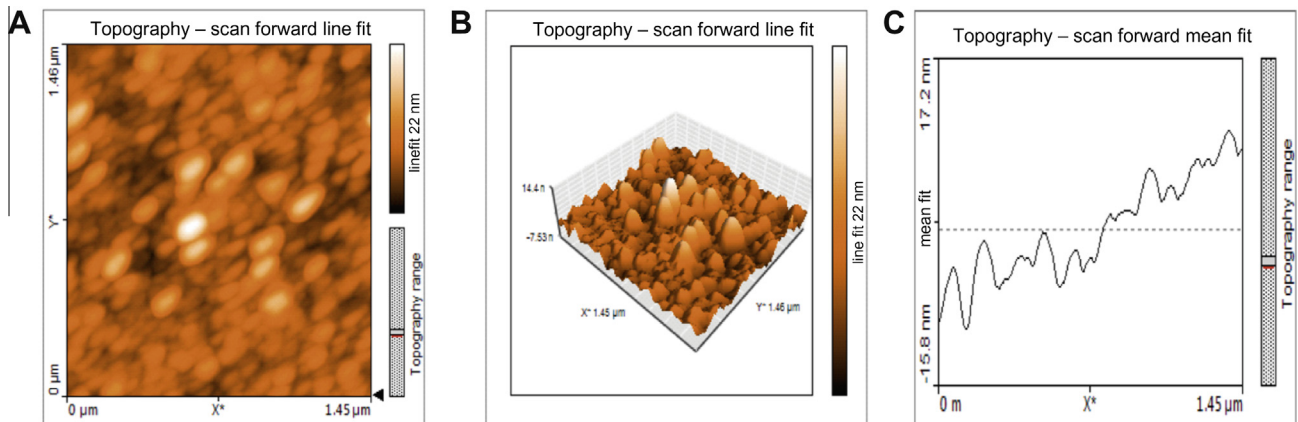 A
Topography – scan forward line fit
1.46 µm
Y*
0 µm
0 µm
X*
1.45 µm
linefit 22 nm
Topography range
B
Topography – scan forward line fit
14.4 n
-7.53n
X* 1.45 µm
Y* 1.46 µm
line fit 22 nm
C
Topography – scan forward mean fit
17.2 nm
mean fit
-15.8 nm
0 m
X*
1.45 µm
Topography range